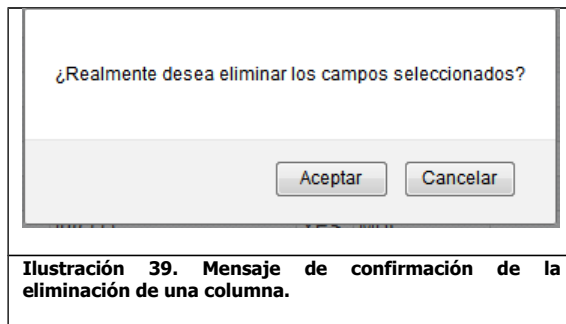 ¿Realmente desea eliminar los campos seleccionados?
Aceptar Cancelar
Ilustración 39. Mensaje de confirmación de la
eliminación de una columna.